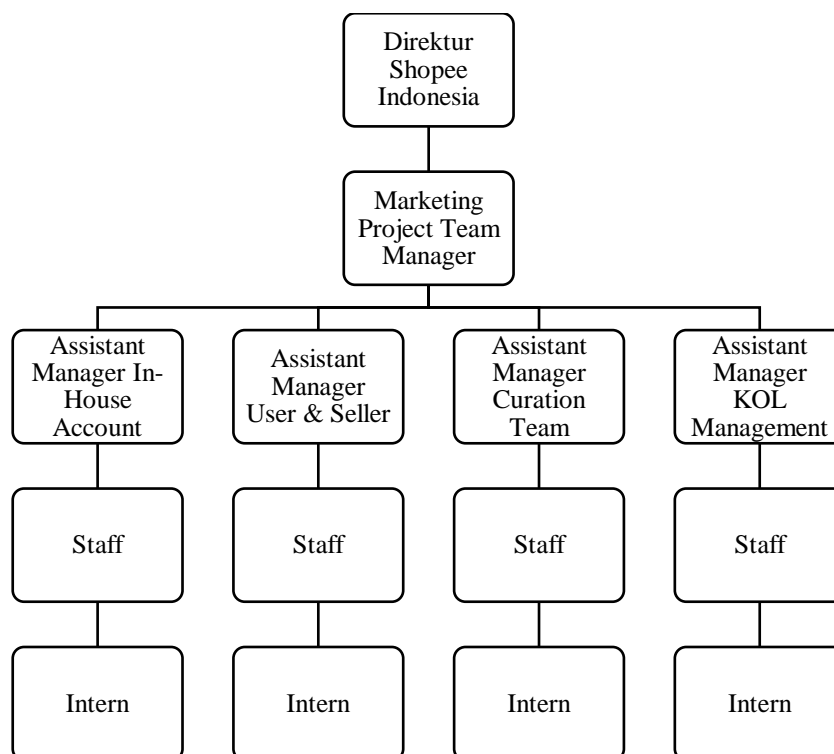 Direktur
Shopee
Indonesia
Marketing
Project Team
Manager
Assistant
Manager In-
House
Account
Assistant
Manager
User & Seller
Assistant
Manager
Curation
Team
Assistant
Manager
KOL
Management
Staff
Staff
Staff
Staff
Intern
Intern
Intern
Intern